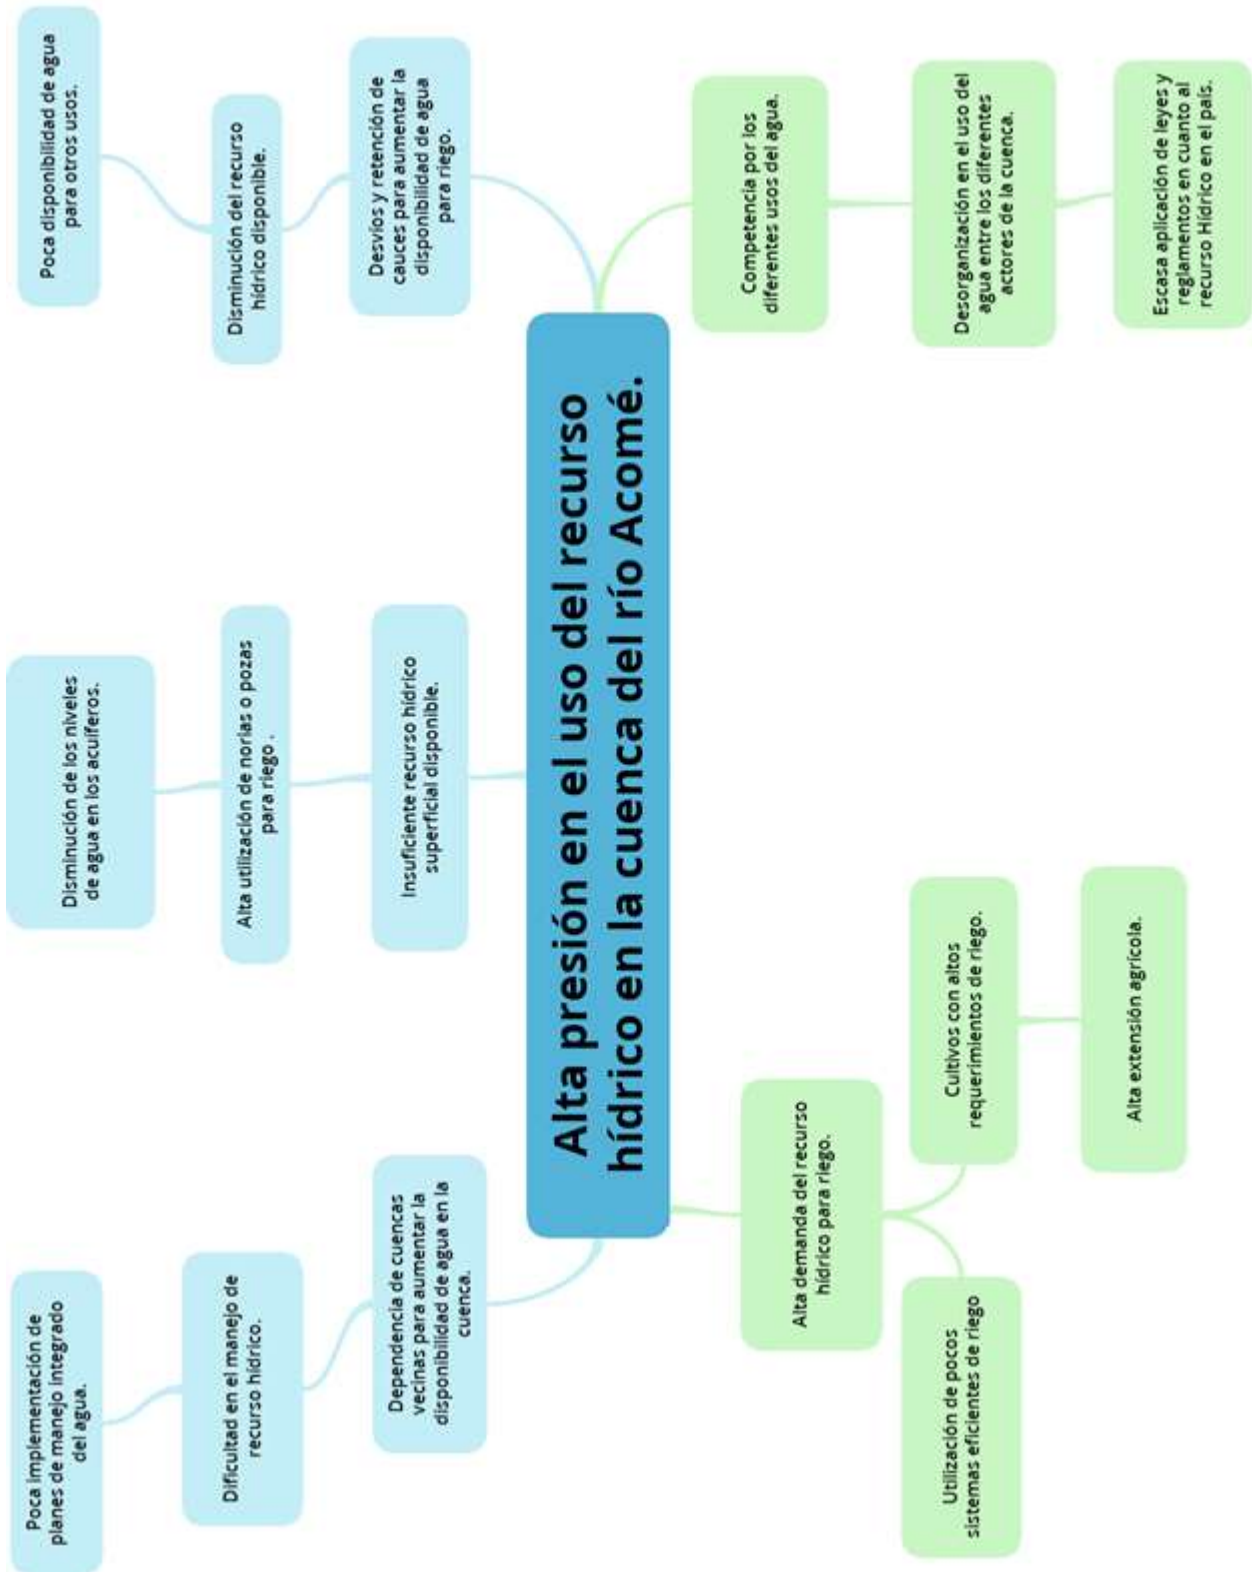 Poca implementación de
planes de manejo integrado
del agua.
Disminución de los niveles
de agua en los acuíferos.
Poca disponibilidad de agua
para otros usos.
Dificultad en el manejo de
recurso hídrico.
Alta utilización de norias o pozas
para riego .
Disminución del recurso
hídrico disponible.
Dependencia de cuencas
vecinas para aumentar la
disponibilidad de agua en la
cuenca.
Insuficiente recurso hídrico
superficial disponible.
Desvíos y retención de
cauces para aumentar la
disponibilidad de agua
para riego.
Alta presión en el uso del recurso
hídrico en la cuenca del río Acomé.
Alta demanda del recurso
hídrico para riego.
Competencia por los
diferentes usos del agua.
Utilización de pocos
sistemas eficientes de riego
Cultivos con altos
requerimientos de riego.
Desorganización en el uso del
agua entre los diferentes
actores de la cuenca.
Alta extensión agrícola.
Escasa aplicación de leyes y
reglamentos en cuanto al
recurso Hídrico en el país.